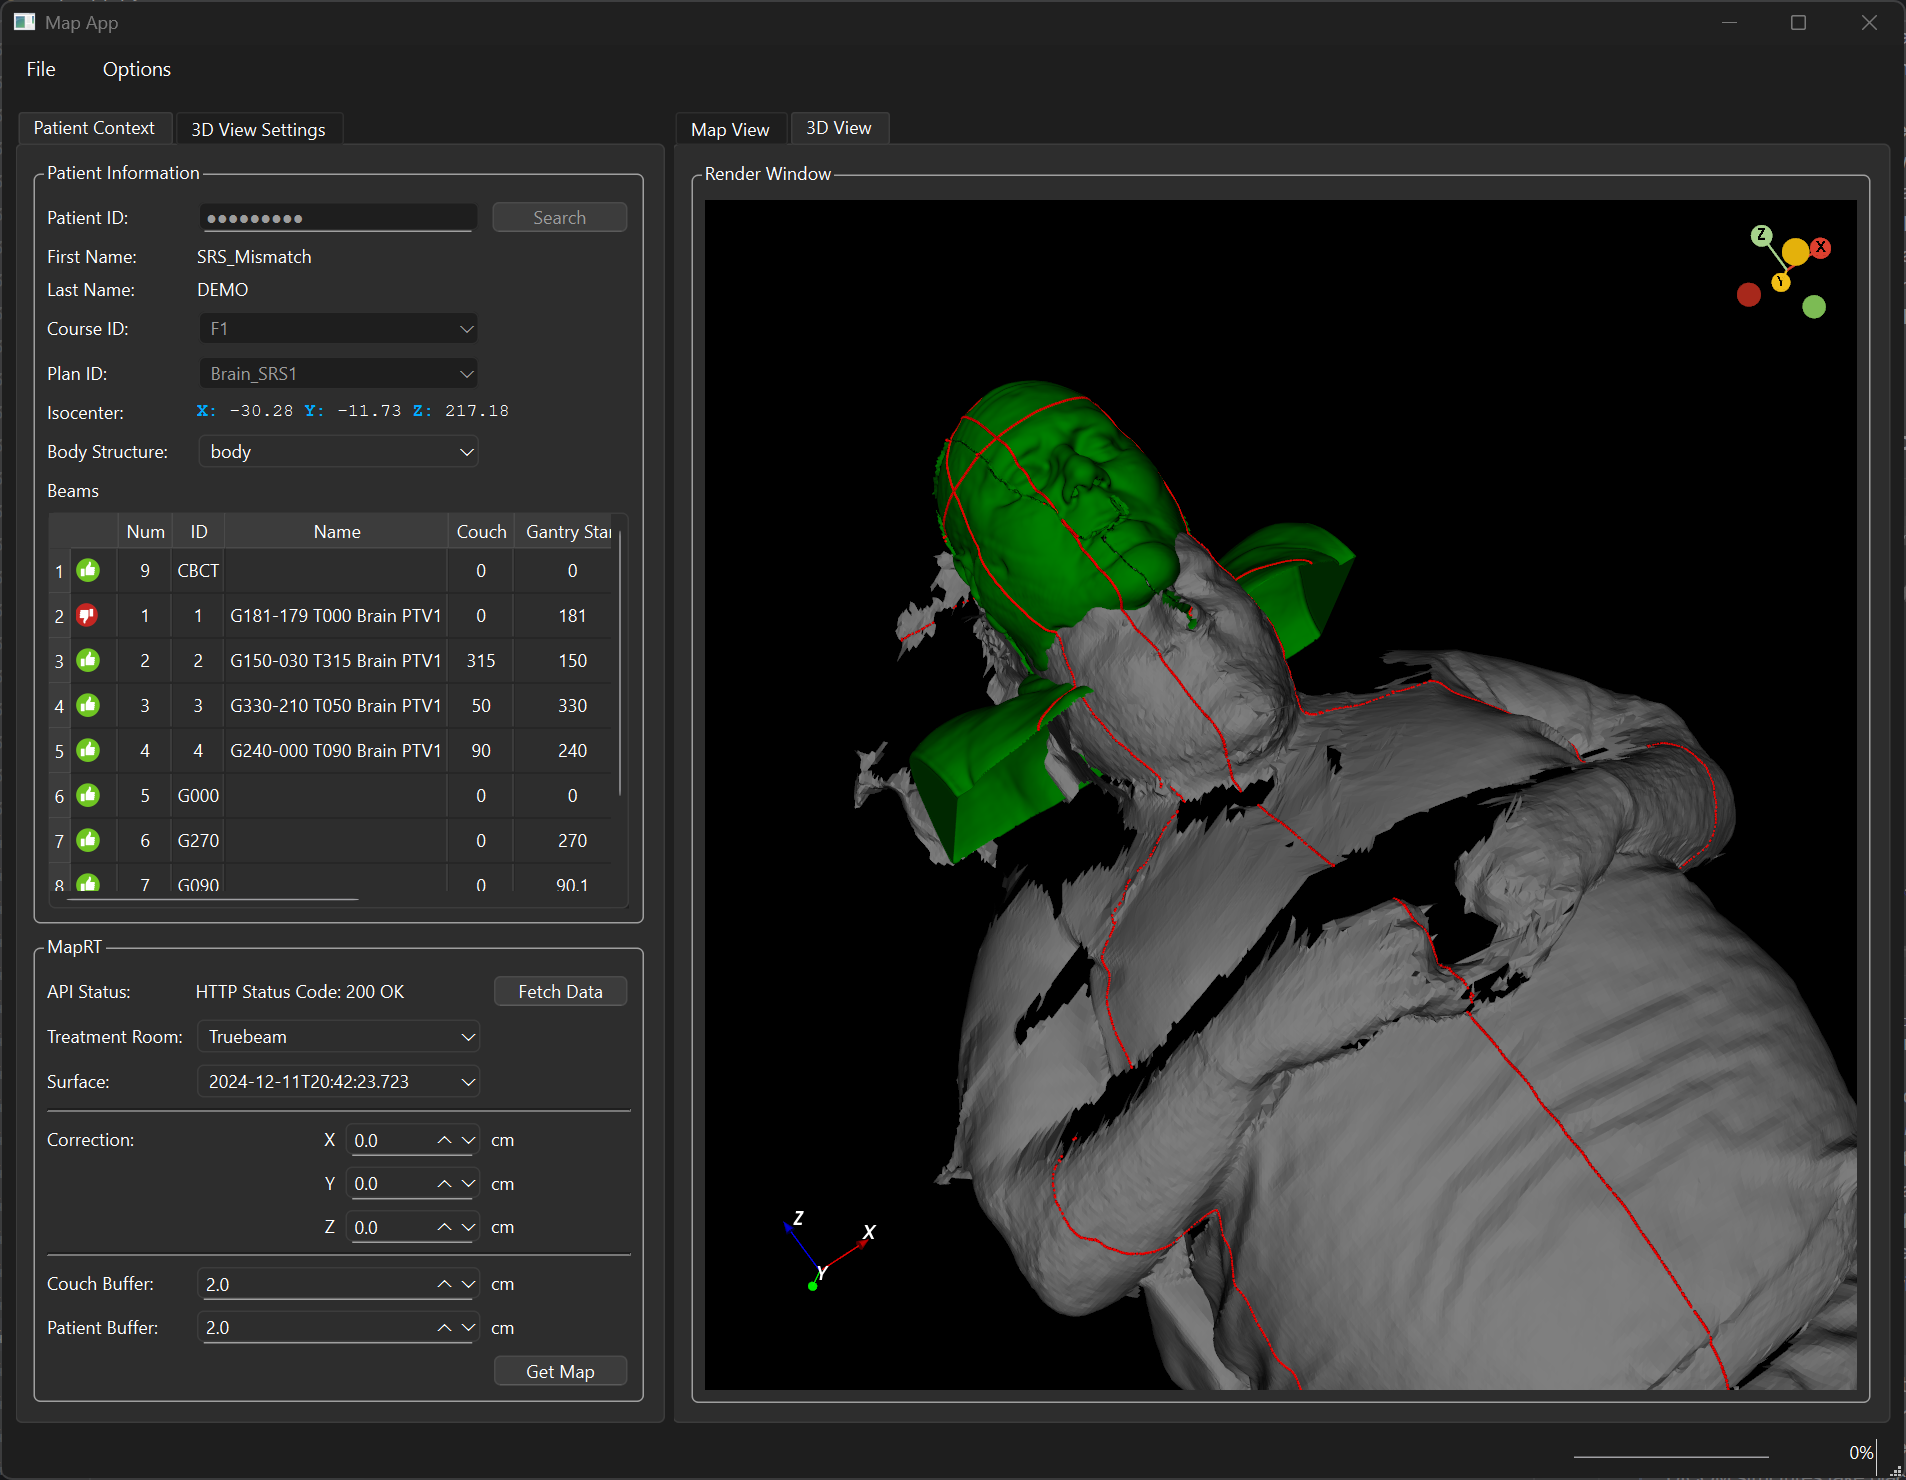 Map App
File Options
Patient Context 3D View Settings
Patient Information
Patient ID: ●●●●●●●●● Search
First Name: SRS_Mismatch
Last Name: DEMO
Course ID: F1
Plan ID: Brain_SRS1
Isocenter: X: -30.28 Y: -11.73 Z: 217.18
Body Structure: body
Beams
Num ID Name Couch Gantry Star
1 9 CBCT 0 0
2 1 1 G181-179 T000 Brain PTV1 0 181
3 2 2 G150-030 T315 Brain PTV1 315 150
4 3 3 G330-210 T050 Brain PTV1 50 330
5 4 4 G240-000 T090 Brain PTV1 90 240
6 5 G000 0 0
7 6 G270 0 270
8 7 G090 0 90.1
MapRT
API Status: HTTP Status Code: 200 OK Fetch Data
Treatment Room: Truebeam
Surface: 2024-12-11T20:42:23.723
Correction: X 0.0 cm
Y 0.0 cm
Z 0.0 cm
Couch Buffer: 2.0 cm
Patient Buffer: 2.0 cm
Get Map
Map View 3D View
Render Window
Z X
Y
Z
X
Y
0%